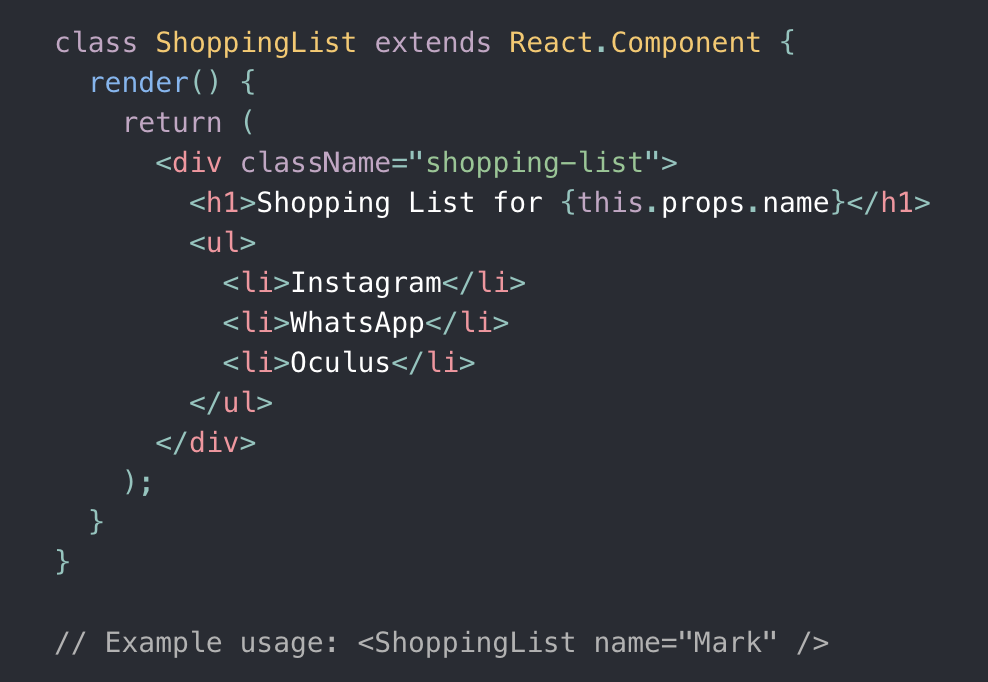 class ShoppingList extends React.Component {
  render() {
    return (
      <div className="shopping-list">
        <h1>Shopping List for {this.props.name}</h1>
        <ul>
          <li>Instagram</li>
          <li>WhatsApp</li>
          <li>Oculus</li>
        </ul>
      </div>
    );
  }
}

// Example usage: <ShoppingList name="Mark" />